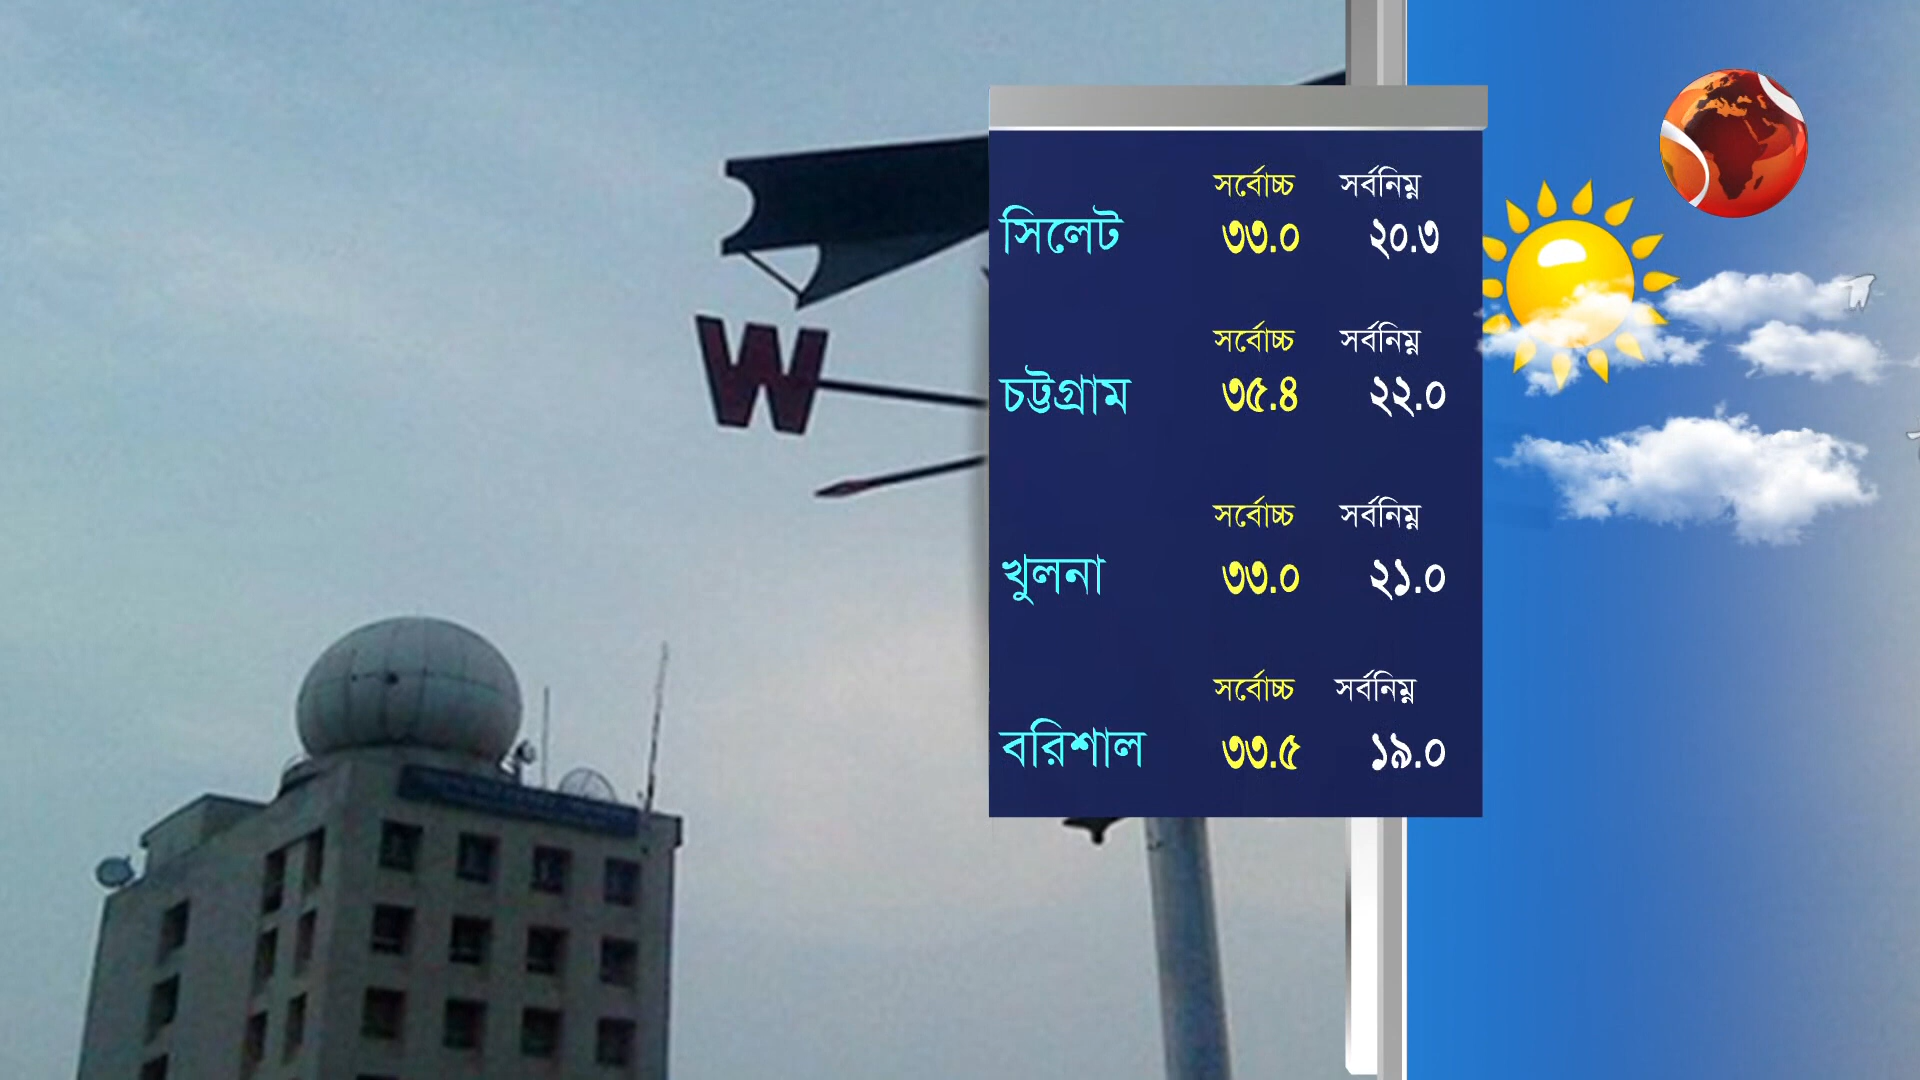 W
সর্বোচ্চ সর্বনিম্ন
সিলেট ৩৩.০ ২০.৩
সর্বোচ্চ সর্বনিম্ন
চট্টগ্রাম ৩৫.৪ ২২.০
সর্বোচ্চ সর্বনিম্ন
খুলনা ৩৩.০ ২১.০
সর্বোচ্চ সর্বনিম্ন
বরিশাল ৩৩.৫ ১৯.০